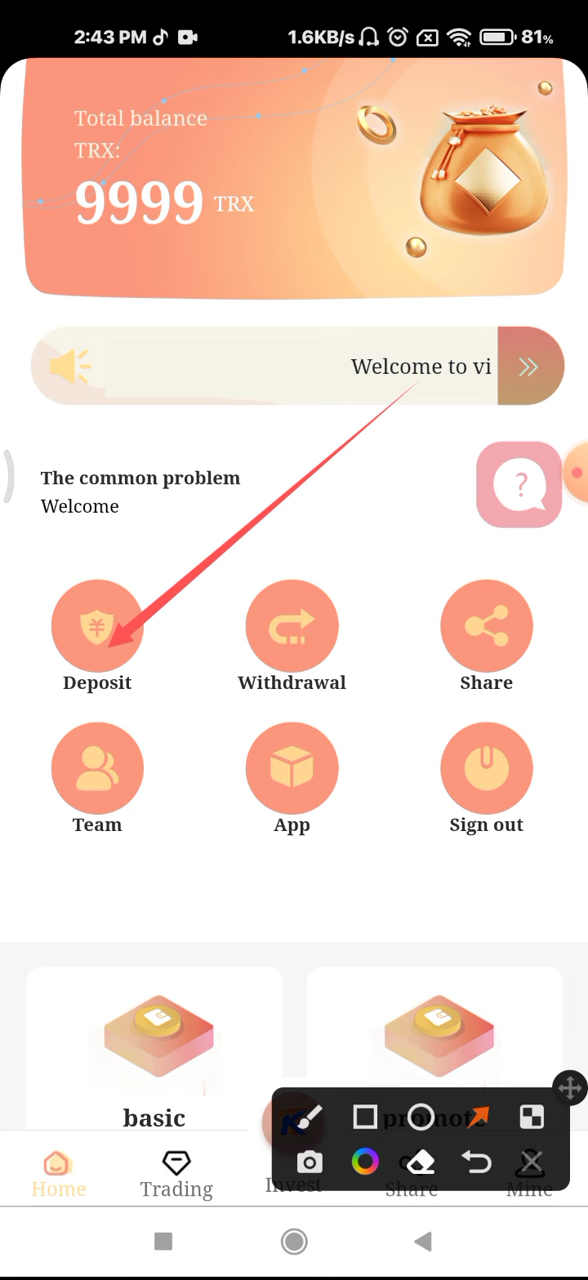 2:43 PM
1.6KB/s
81%
Total balance
TRX:
9999 TRX
Welcome to vi
The common problem
Welcome
?
¥
Deposit
Withdrawal
Share
Team
App
Sign out
basic
promote
Home
Trading
Invest
Share
Mine